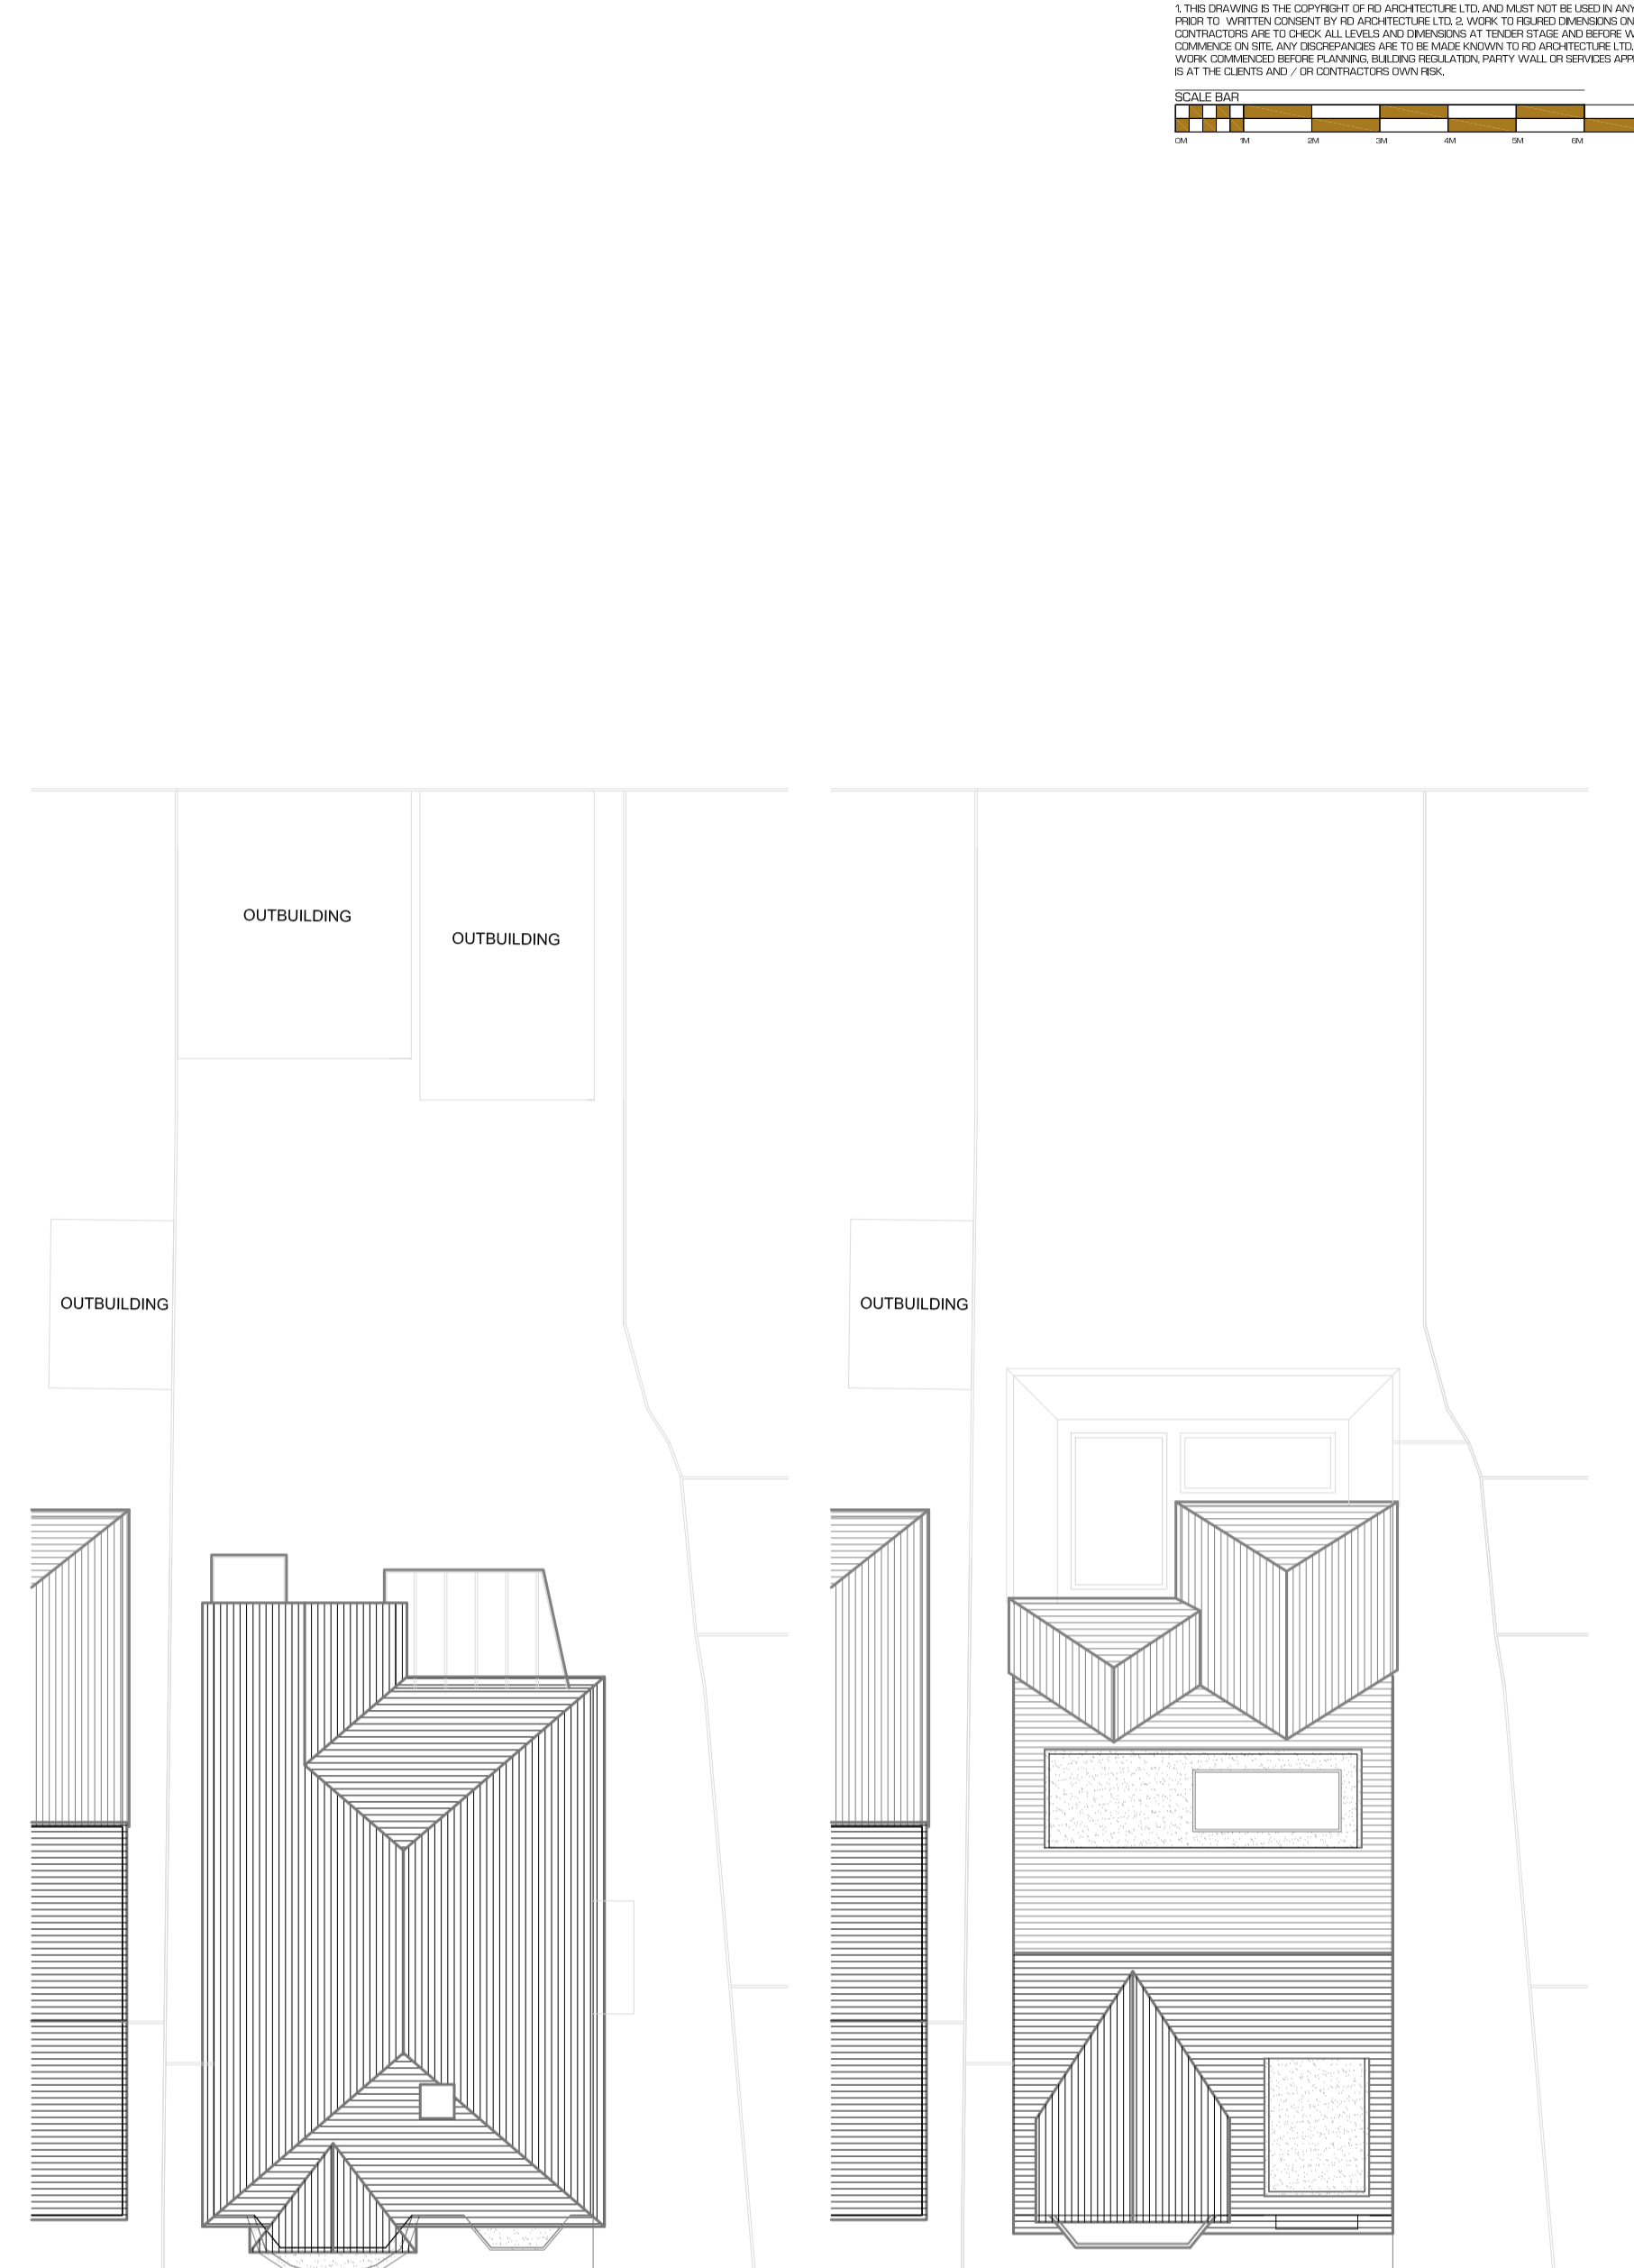 1. THIS DRAWING IS THE COPYRIGHT OF RD ARCHITECTURE LTD. AND MUST NOT BE USED IN ANY
PRIOR TO WRITTEN CONSENT BY RD ARCHITECTURE LTD. 2. WORK TO FIGURED DIMENSIONS ON
CONTRACTORS ARE TO CHECK ALL LEVELS AND DIMENSIONS AT TENDER STAGE AND BEFORE W
COMMENCE ON SITE. ANY DISCREPANCIES ARE TO BE MADE KNOWN TO RD ARCHITECTURE LTD.
WORK COMMENCED BEFORE PLANNING, BUILDING REGULATION, PARTY WALL OR SERVICES APP
IS AT THE CLIENTS AND / OR CONTRACTORS OWN RISK.
SCALE BAR
0M 1M 2M 3M 4M 5M 6M
OUTBUILDING
OUTBUILDING
OUTBUILDING
OUTBUILDING